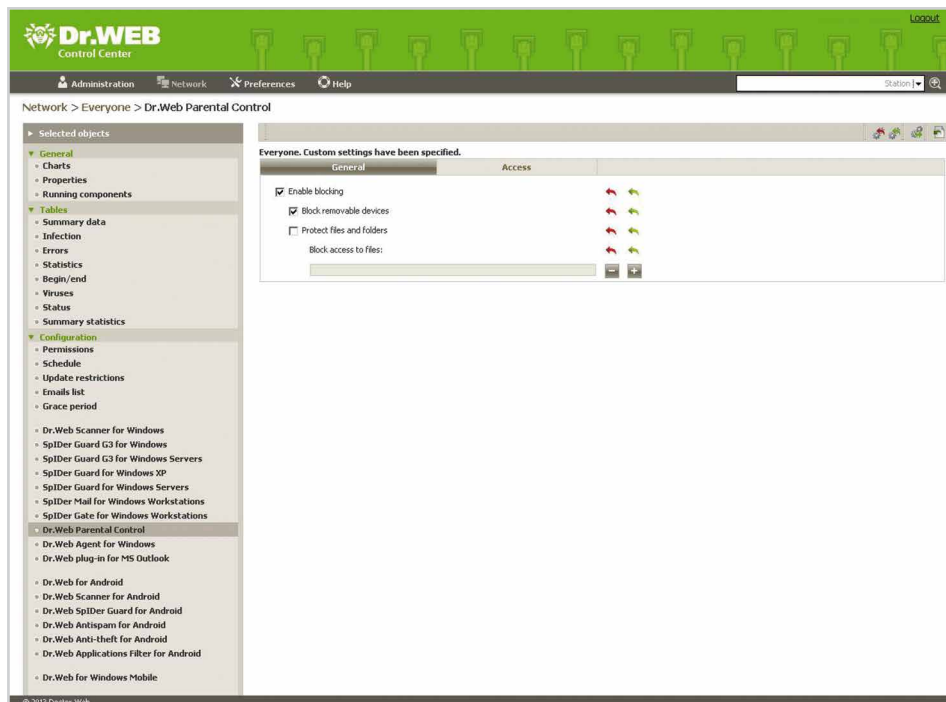 Logout
Dr.WEB
Control Center
Administration Network Preferences Help Station
Network > Everyone > Dr.Web Parental Control
Selected objects
General
Charts
Properties
Running components
Tables
Summary data
Infection
Errors
Statistics
Begin/end
Viruses
Status
Summary statistics
Configuration
Permissions
Schedule
Update restrictions
Emails list
Grace period
Dr.Web Scanner for Windows
SpIDer Guard G3 for Windows
SpIDer Guard G3 for Windows Servers
SpIDer Guard for Windows XP
SpIDer Guard for Windows Servers
SpIDer Mail for Windows Workstations
SpIDer Gate for Windows Workstations
Dr.Web Parental Control
Dr.Web Agent for Windows
Dr.Web plug-in for MS Outlook
Dr.Web for Android
Dr.Web Scanner for Android
Dr.Web SpIDer Guard for Android
Dr.Web Antispam for Android
Dr.Web Anti-theft for Android
Dr.Web Applications Filter for Android
Dr.Web for Windows Mobile
Everyone. Custom settings have been specified.
General Access
Enable blocking
Block removable devices
Protect files and folders
Block access to files: